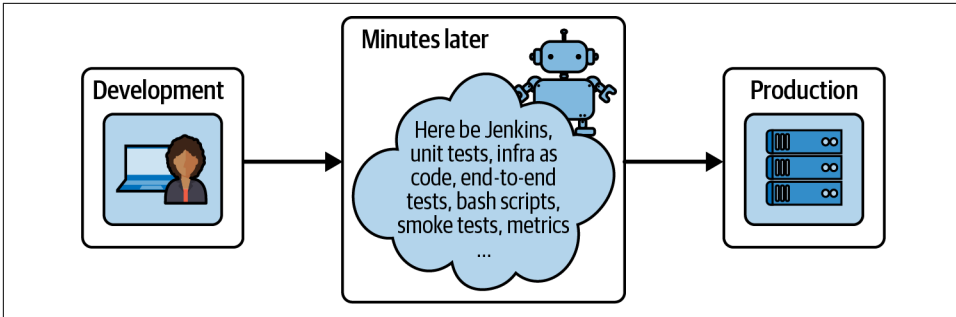 Development
Minutes later
Here be Jenkins,
unit tests, infra as
code, end-to-end
tests, bash scripts,
smoke tests, metrics
...
Production